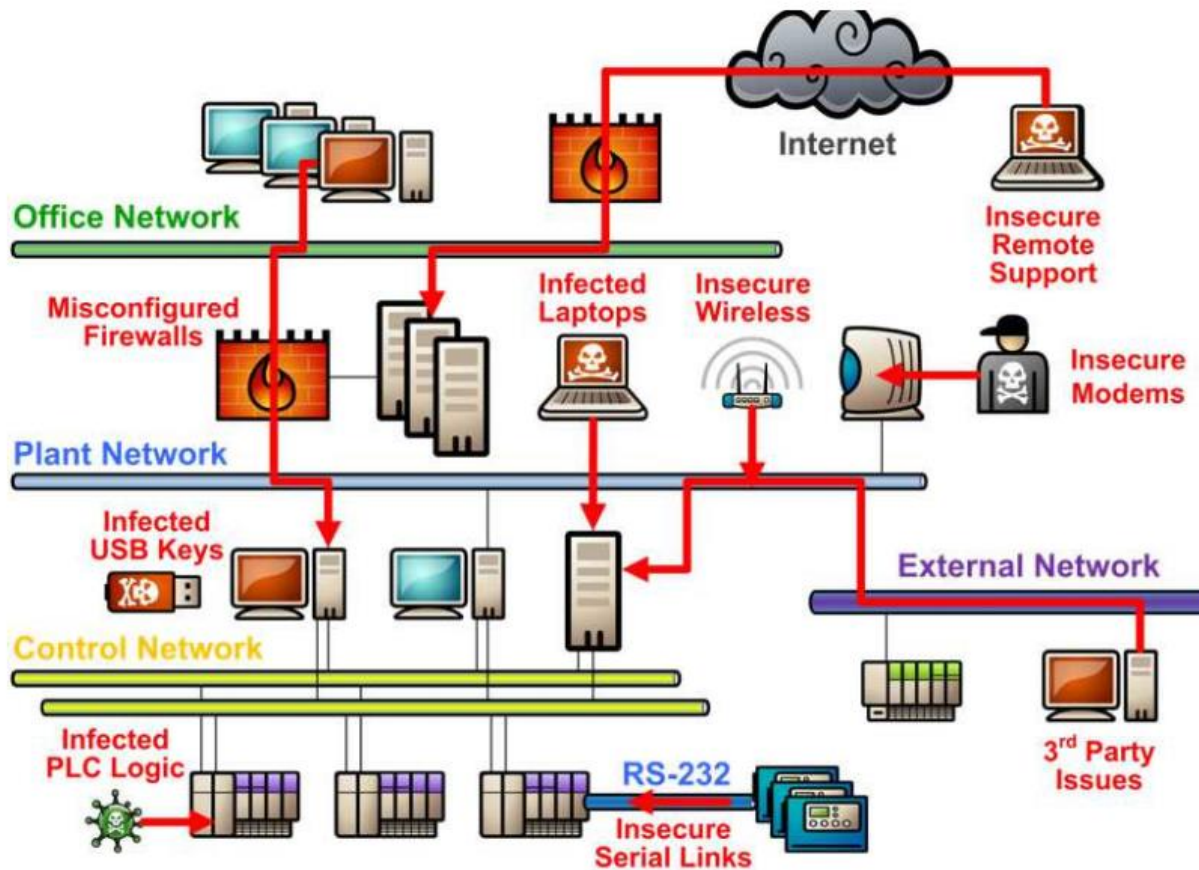 Internet
Insecure
Remote
Support
Office Network
Misconfigured
Firewalls
Infected
Laptops
Insecure
Wireless
Insecure
Modems
Plant Network
Infected
USB Keys
External Network
Control Network
Infected
PLC Logic
RS-232
Insecure
Serial Links
3rd Party
Issues